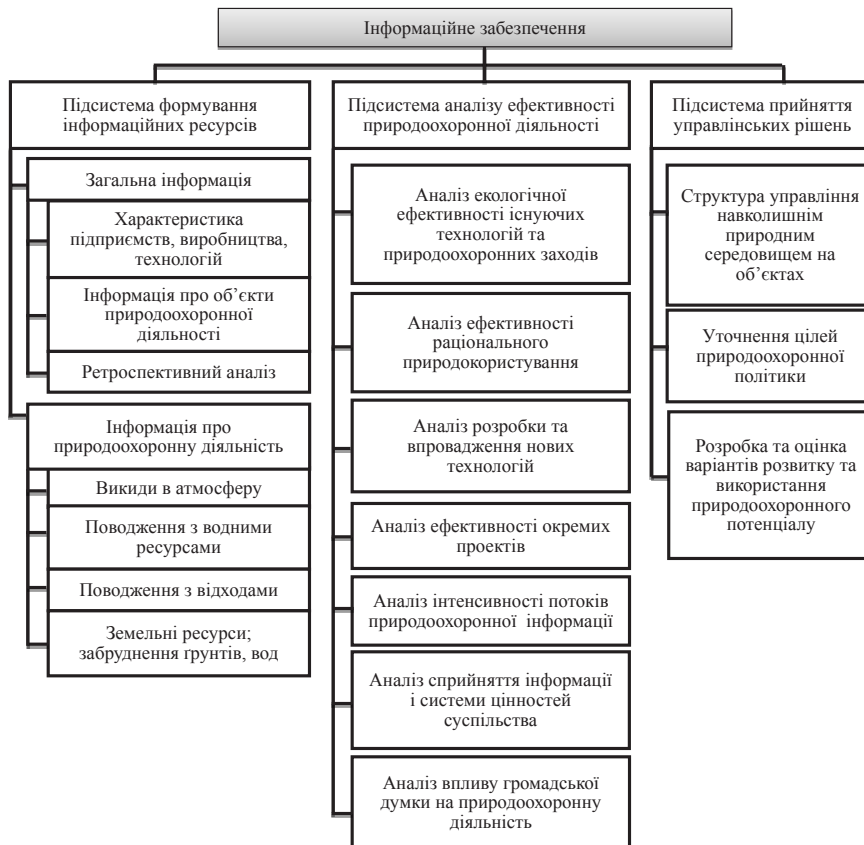 Інформаційне забезпечення
Підсистема формування
інформаційних ресурсів
Загальна інформація
Характеристика
підприємств, виробництва,
технологій
Інформація про об’єкти
природоохоронної
діяльності
Ретроспективний аналіз
Інформація про
природоохоронну діяльність
Викиди в атмосферу
Поводження з водними
ресурсами
Поводження з відходами
Земельні ресурси;
забруднення ґрунтів, вод
Підсистема аналізу ефективності
природоохоронної діяльності
Аналіз екологічної
ефективності існуючих
технологій та
природоохоронних заходів
Аналіз ефективності
раціонального
природокористування
Аналіз розробки та
впровадження нових
технологій
Аналіз ефективності окремих
проектів
Аналіз інтенсивності потоків
природоохоронної інформації
Аналіз сприйняття інформації
і системи цінностей
суспільства
Аналіз впливу громадської
думки на природоохоронну
діяльність
Підсистема прийняття
управлінських рішень
Структура управління
навколишнім
природним
середовищем на
об’єктах
Уточнення цілей
природоохоронної
політики
Розробка та оцінка
варіантів розвитку та
використання
природоохоронного
потенціалу